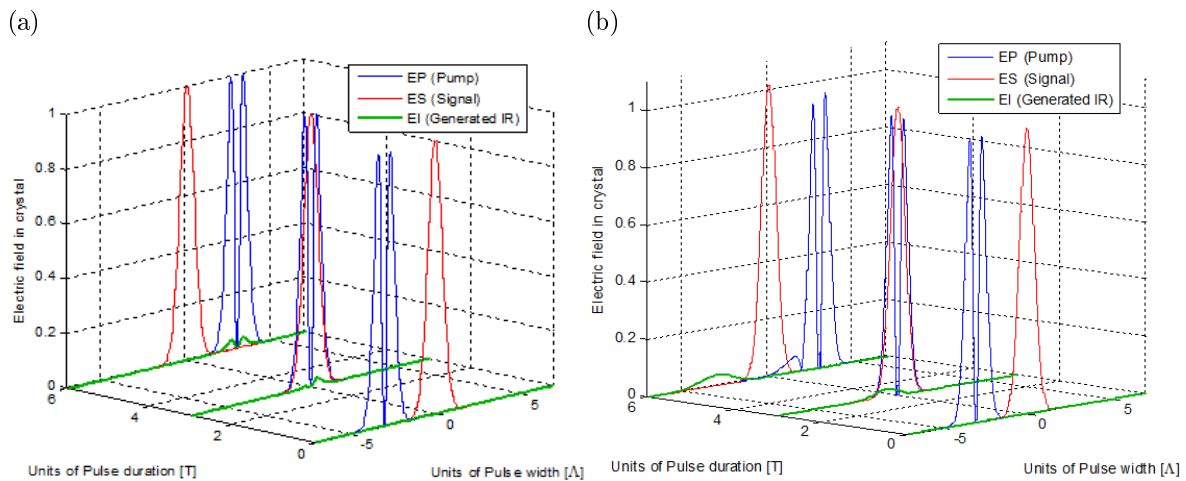 (a)
EP (Pump)
ES (Signal)
EI (Generated IR)
Electric field in crystal
1
0.8
0.6
0.4
0.2
0
6
4
2
0
-5
0
5
Units of Pulse duration [T]
Units of Pulse width [Λ]
(b)
EP (Pump)
ES (Signal)
EI (Generated IR)
Electric field in crystal
1
0.8
0.6
0.4
0.2
0
6
4
2
0
-5
0
5
Units of Pulse duration [T]
Units of Pulse width [Λ]